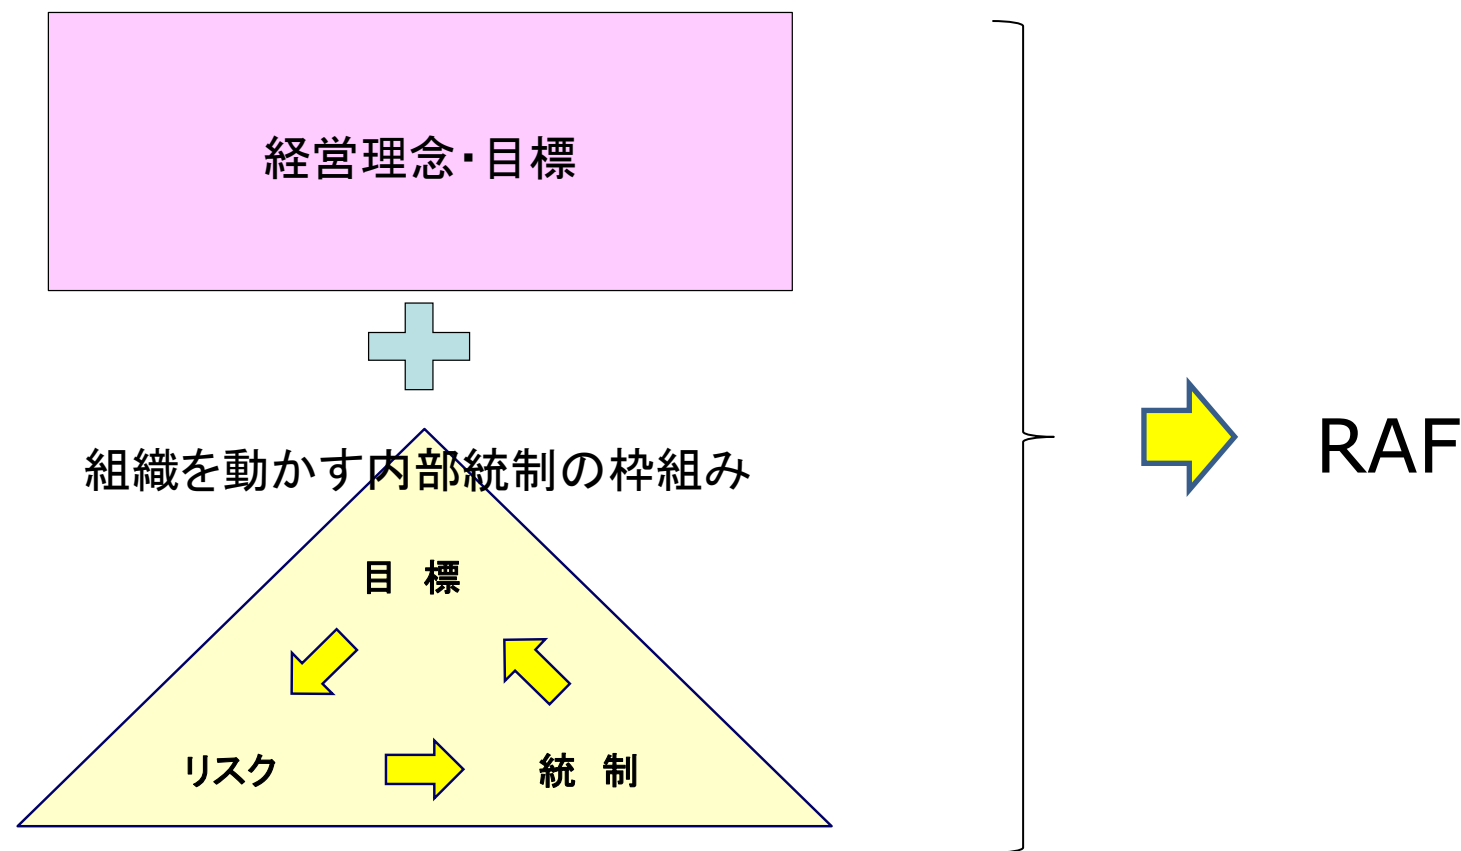 経営理念・目標
組織を動かす内部統制の枠組み
目　標
リスク
統　制
RAF